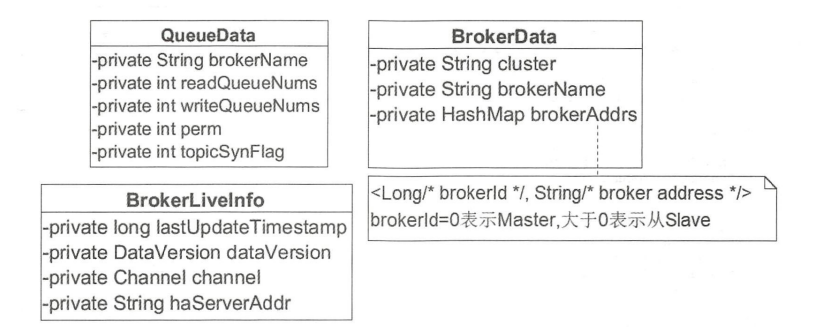 QueueData
-private String brokerName
-private int readQueueNums
-private int writeQueueNums
-private int perm
-private int topicSynFlag
BrokerData
-private String cluster
-private String brokerName
-private HashMap brokerAddrs
<Long/* brokerId */, String/* broker address */>
brokerId=0表示Master,大于0表示从Slave
BrokerLiveInfo
-private long lastUpdateTimestamp
-private DataVersion dataVersion
-private Channel channel
-private String haServerAddr